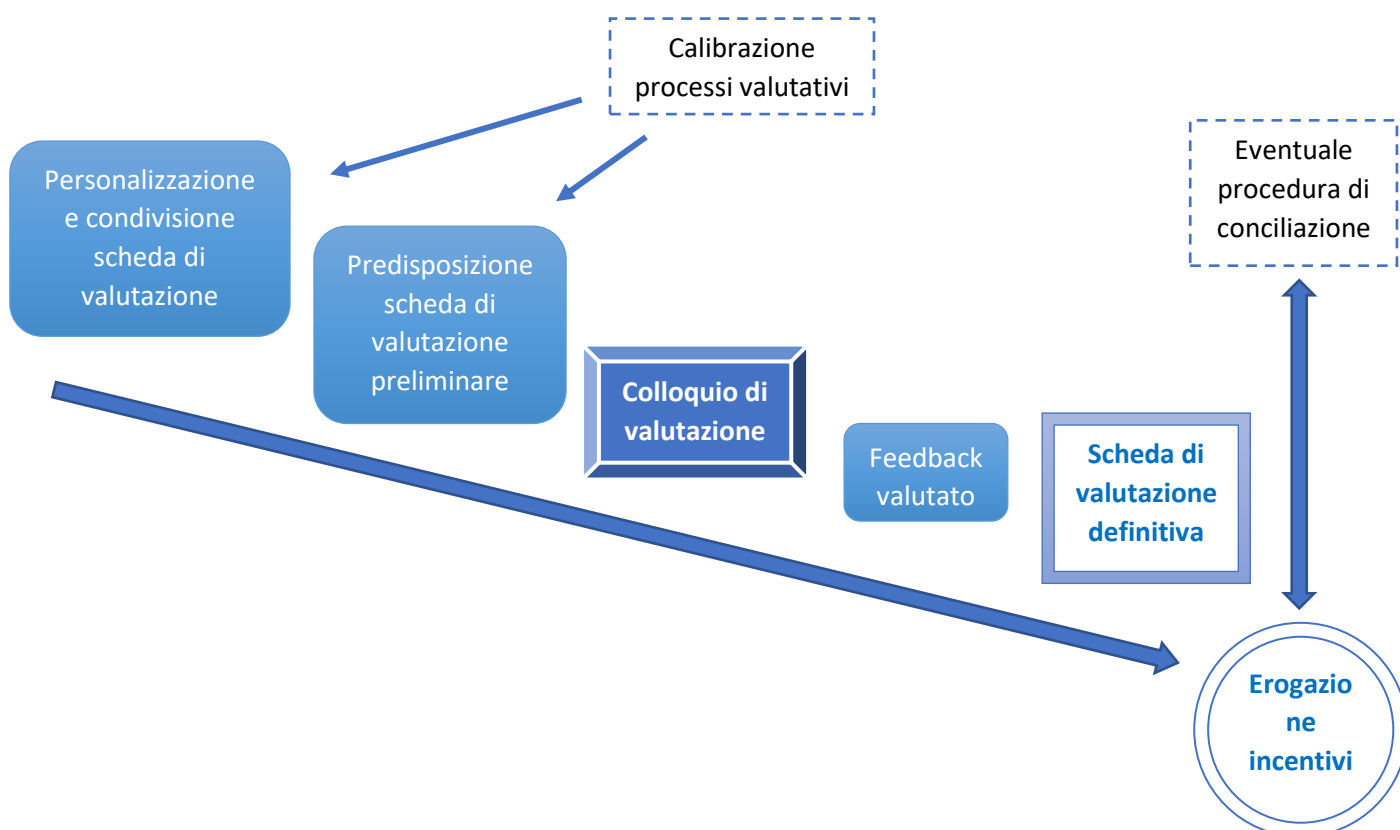 Calibrazione
processi valutativi
Eventuale
procedura di
conciliazione
Personalizzazione
e condivisione
scheda di
valutazione
Predisposizione
scheda di
valutazione
preliminare
Colloquio di
valutazione
Feedback
valutato
Scheda di
valutazione
definitiva
Erogazio
ne
incentivi